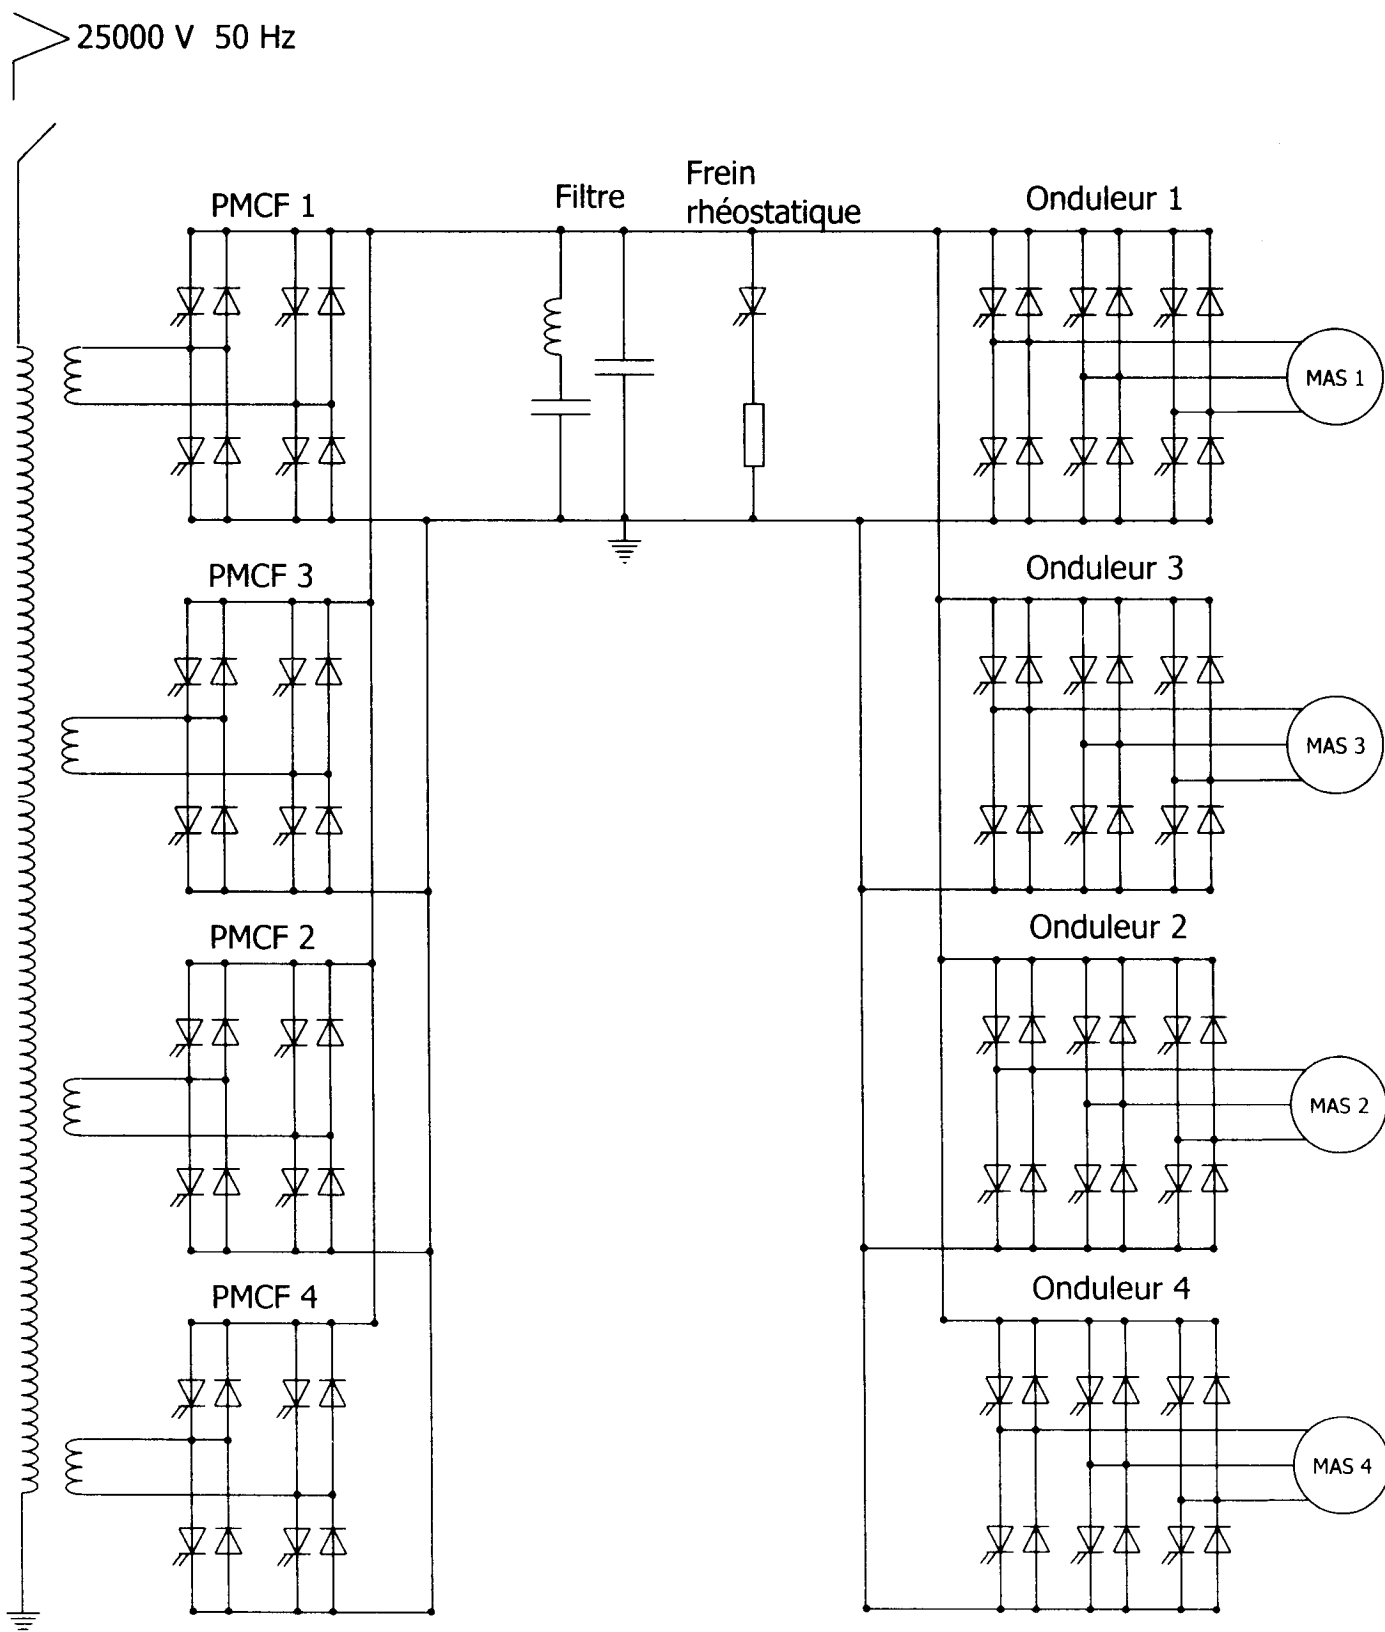 25000 V 50 Hz
PMCF 1
Filtre
Frein
rhéostatique
Onduleur 1
MAS 1
PMCF 3
Onduleur 3
MAS 3
PMCF 2
Onduleur 2
MAS 2
PMCF 4
Onduleur 4
MAS 4